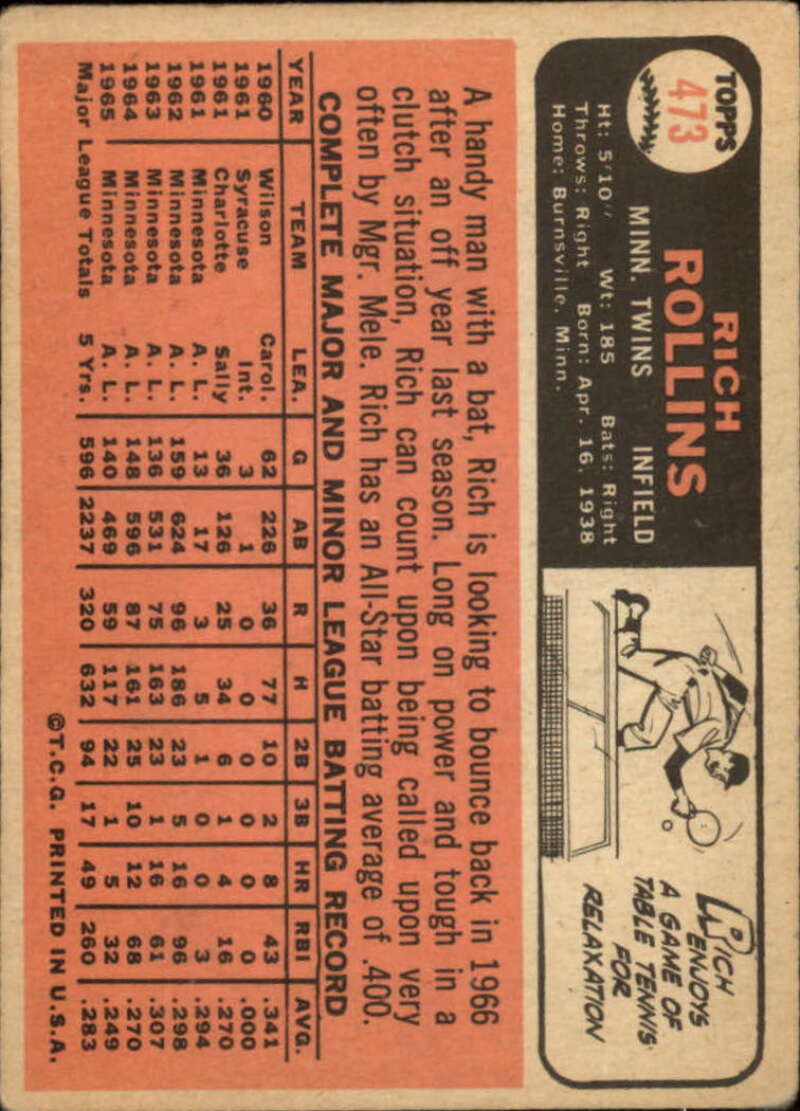 TOPPS
473
RICH
ROLLINS
MINN. TWINS INFIELD
Ht: 5'10" Wt: 185 Bats: Right
Throws: Right Born: Apr. 16, 1938
Home: Burnsville, Minn.
RICH
ENJOYS
A GAME OF
TABLE TENNIS
FOR
RELAXATION
A handy man with a bat, Rich is looking to bounce back in 1966
after an off year last season. Long on power and tough in a
clutch situation, Rich can count upon being called upon very
often by Mgr. Mele. Rich has an All-Star batting average of .400.
COMPLETE MAJOR AND MINOR LEAGUE BATTING RECORD
YEAR TEAM LEA. G AB R H 2B 3B HR RBI AVG.
1960 Wilson Carol. 62 226 36 77 10 2 8 43 .341
1961 Syracuse Int. 3 1 0 0 0 0 0 0 .000
1961 Charlotte Sally 36 126 25 34 6 1 4 16 .270
1961 Minnesota A. L. 13 17 3 5 1 0 0 3 .294
1962 Minnesota A. L. 159 624 96 186 23 5 16 96 .298
1963 Minnesota A. L. 136 531 75 163 23 1 16 61 .307
1964 Minnesota A. L. 148 596 87 161 25 10 12 68 .270
1965 Minnesota A. L. 140 469 59 117 22 1 5 32 .249
Major League Totals 5 Yrs. 596 2237 320 632 94 17 49 260 .283
©T.C.G. PRINTED IN U.S.A.